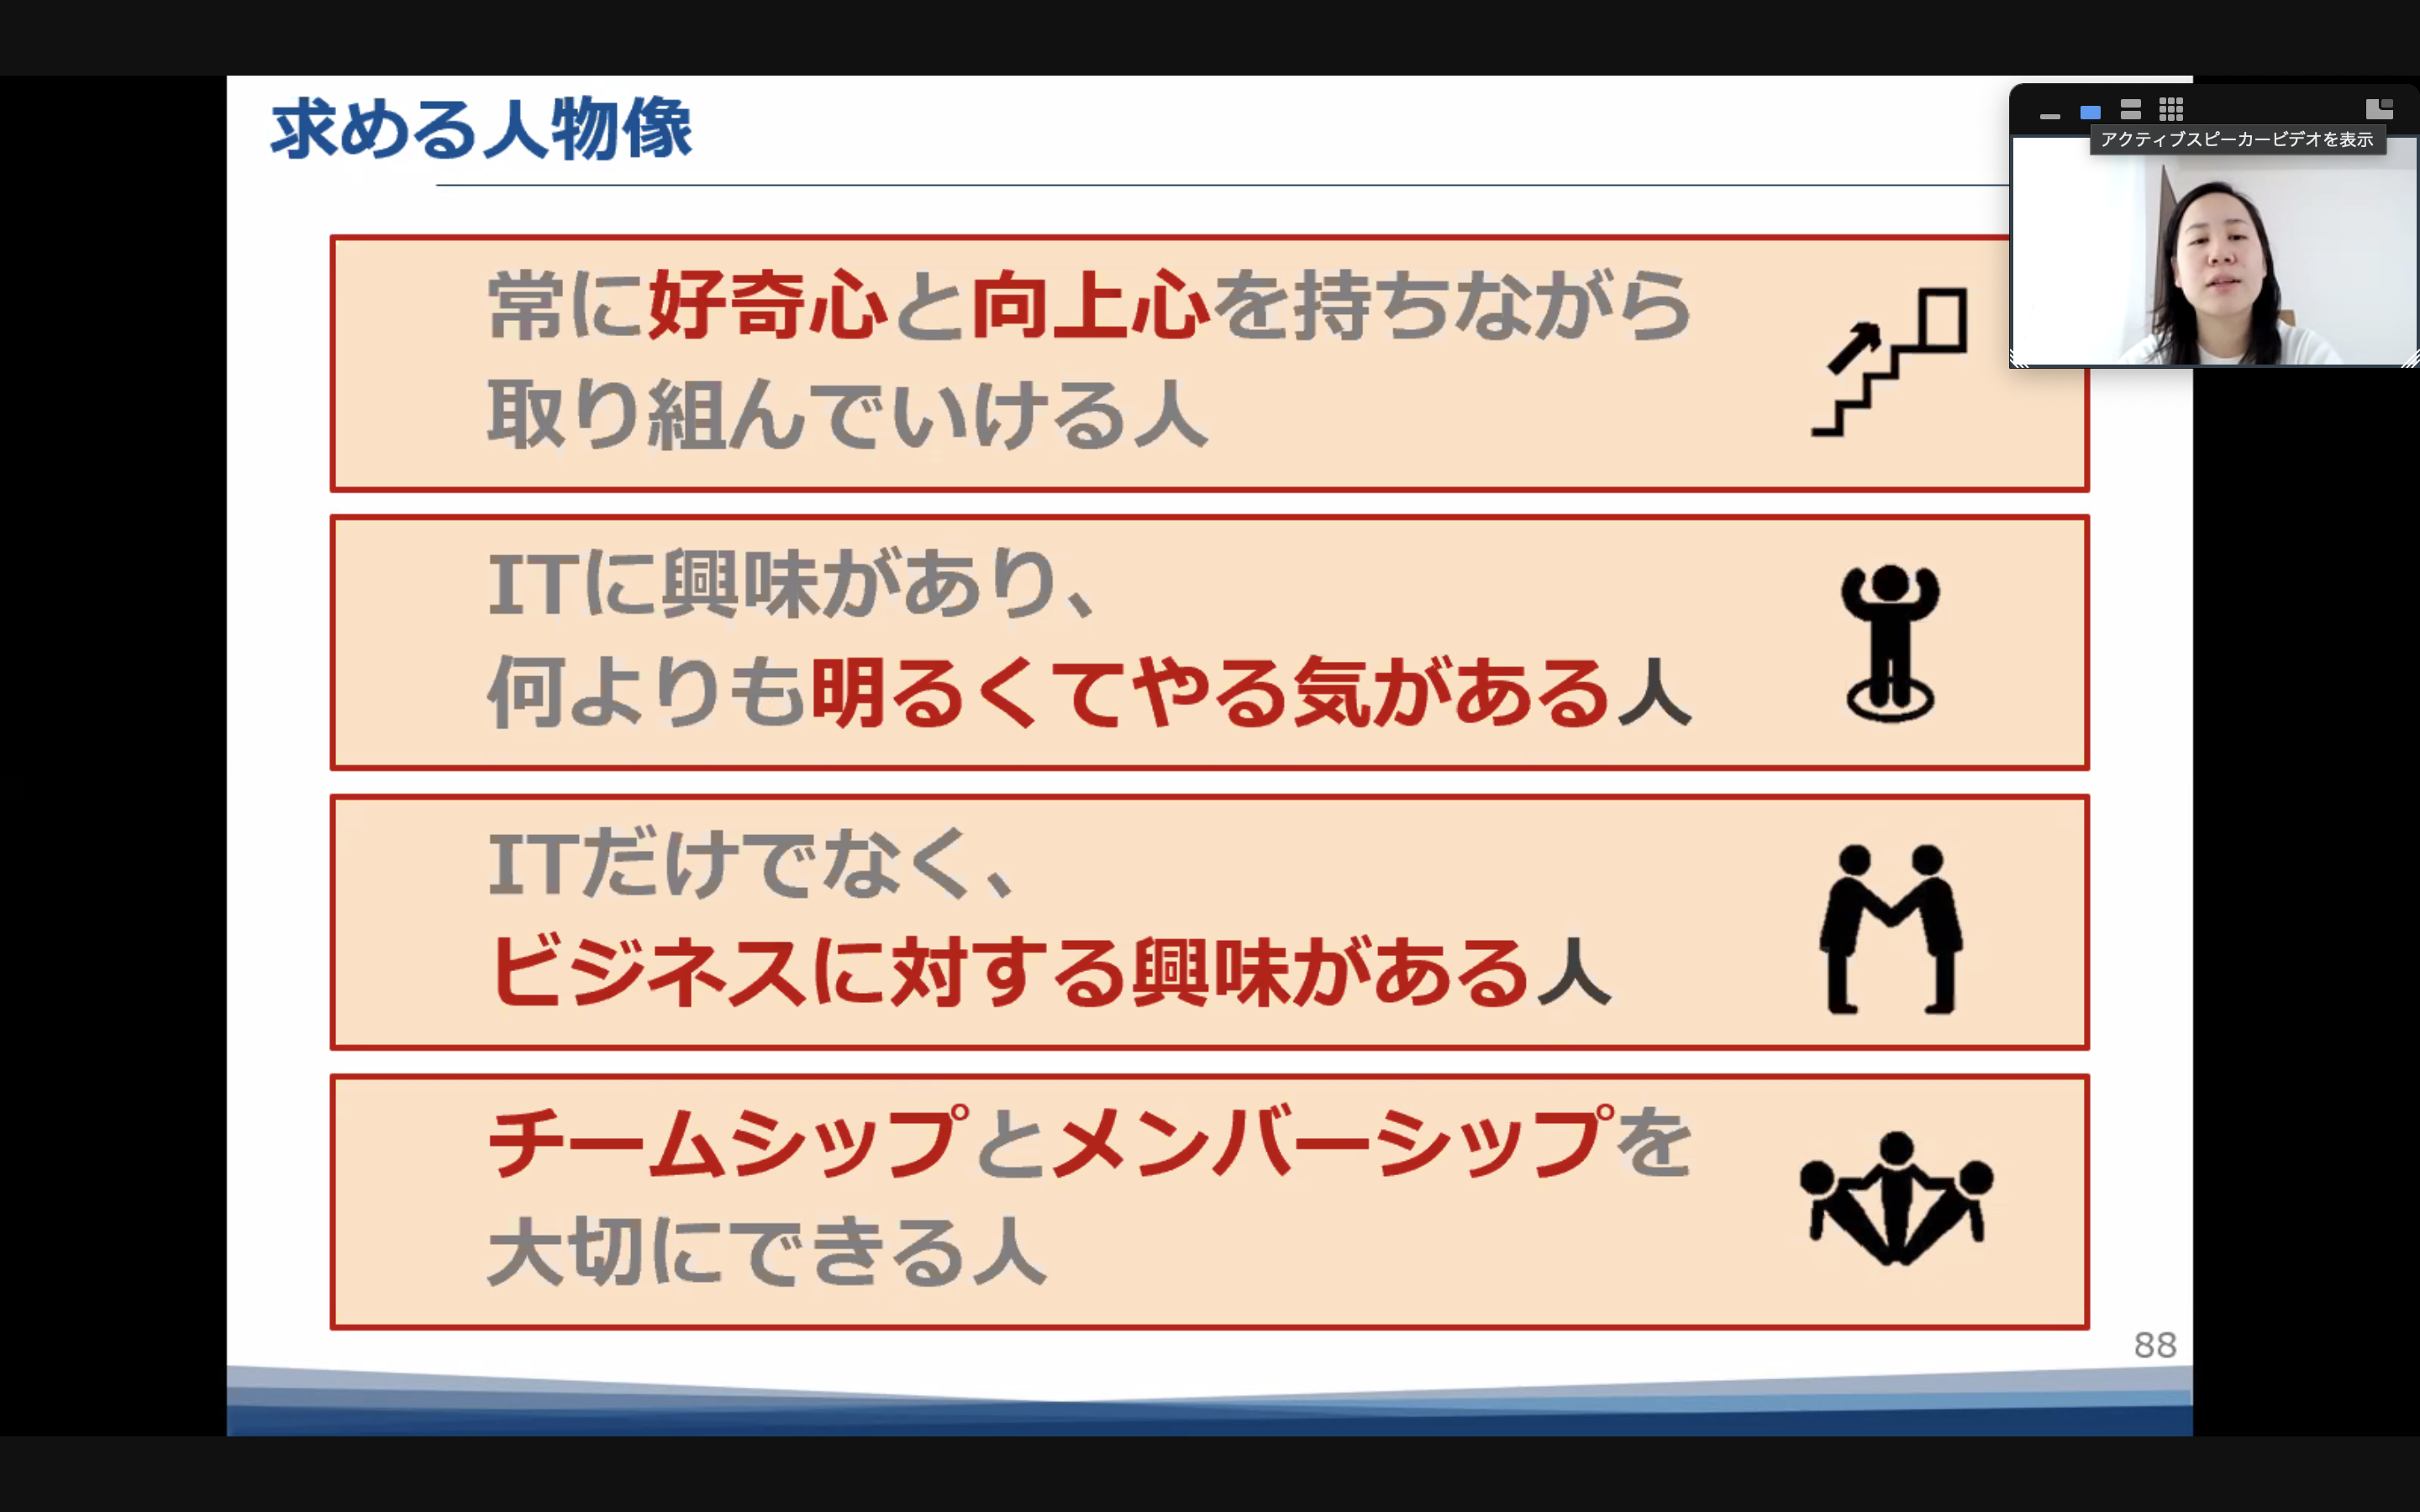 求める人物像
アクティブスピーカービデオを表示
常に好奇心と向上心を持ちながら
取り組んでいける人
ITに興味があり、
何よりも明るくてやる気がある人
ITだけでなく、
ビジネスに対する興味がある人
チームシップとメンバーシップを
大切にできる人
88